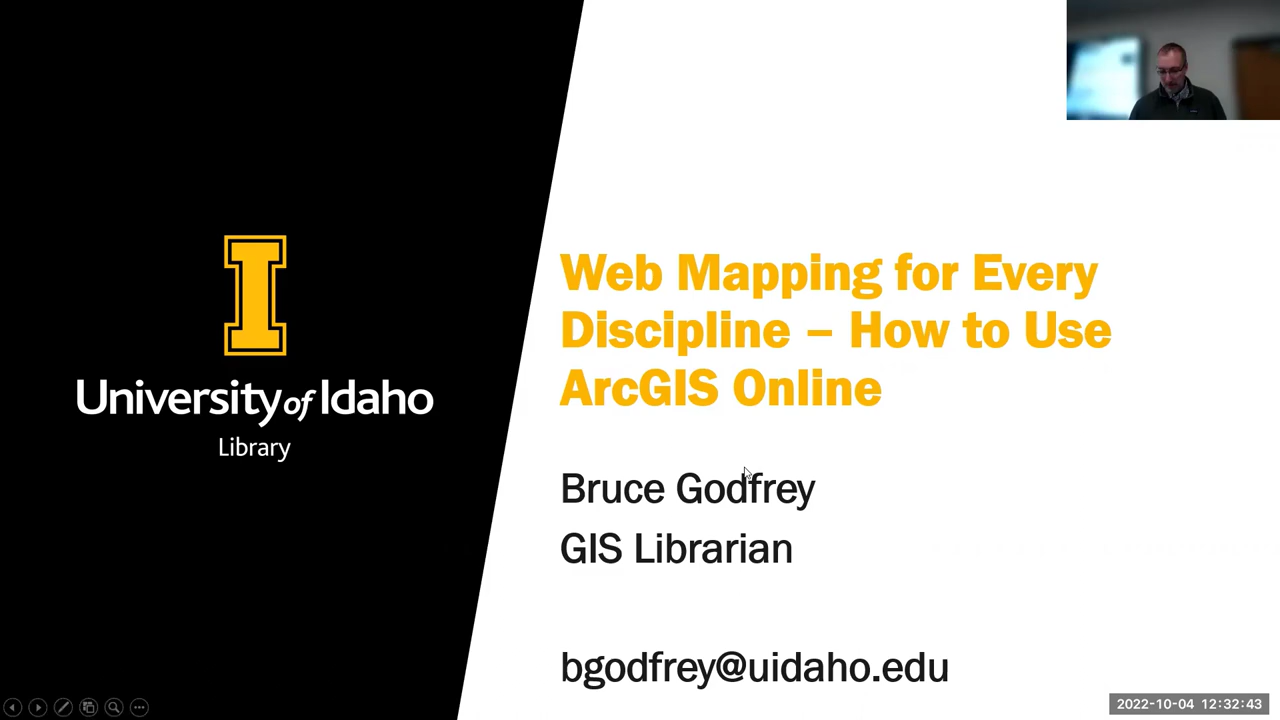 University of Idaho
Library
Web Mapping for Every
Discipline – How to Use
ArcGIS Online
Bruce Godfrey
GIS Librarian
bgodfrey@uidaho.edu
2022-10-04 12:32:43